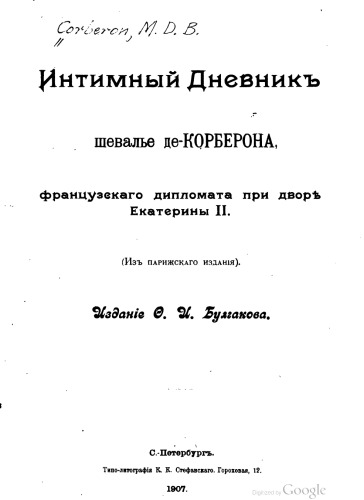 Corberon, M. D. B.
Интимный Дневникъ
шевалье де-КОРБЕРОНА,
французскаго дипломата при дворѣ
Екатерины II.
(Изъ парижскаго изданія).
Изданіе Ѳ. И. Булгакова.
С.-Петербургъ.
Типо-литографія К. К. Стефанскаго. Гороховая, 12.
1907.
Digitized by Google